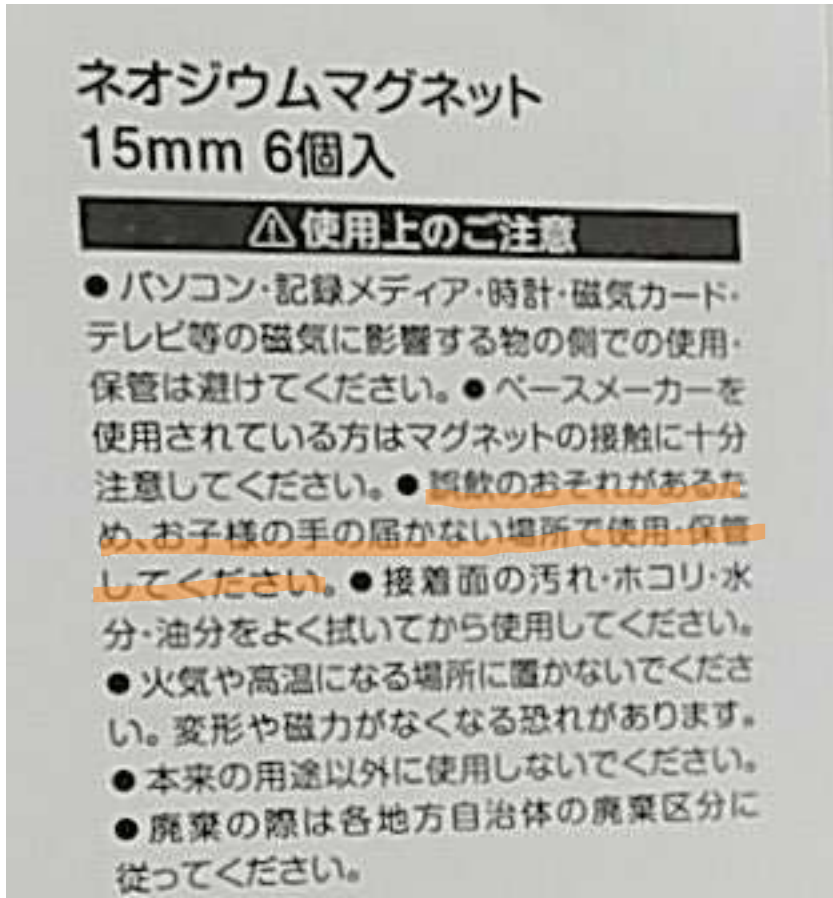 ネオジウムマグネット
15mm 6個入
⚠使用上のご注意
●パソコン・記録メディア・時計・磁気カード・
テレビ等の磁気に影響する物の側での使用・
保管は避けてください。●ペースメーカーを
使用されている方はマグネットの接触に十分
注意してください。●誤飲のおそれがあるた
め、お子様の手の届かない場所で使用・保管
してください。●接着面の汚れ・ホコリ・水
分・油分をよく拭いてから使用してください。
●火気や高温になる場所に置かないでくださ
い。変形や磁力がなくなる恐れがあります。
●本来の用途以外に使用しないでください。
●廃棄の際は各地方自治体の廃棄区分に
従ってください。